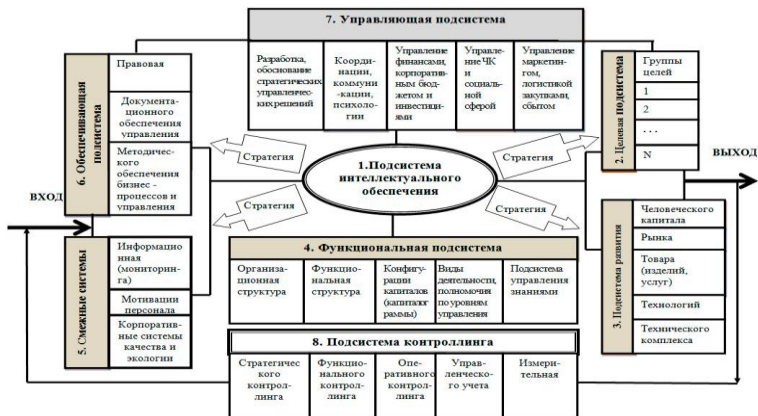 7. Управляющая подсистема
Разработка,
обоснование
стратегических
управленче-
ских решений
Коорди-
нации,
коммуни
-кации,
психоло-
гии
Управление
финансами,
корпоратив-
ным бюд-
жетом и
инвестици-
ями
Управле-
ние ЧК
и
социаль-
ной
сферой
Управление
маркетин-
гом,
логистикой
закупками,
сбытом
6. Обеспечивающая
подсистема
Правовая
Документа-
ционного
обеспечения
управления
Методичес-
кого
обеспечения
бизнес -
процессов и
управления
2. Целевая подсистема
Группы
целей
1
2
. . .
N
Стратегия
Стратегия
1.Подсистема
интеллектуального
обеспечения
Стратегия
Стратегия
ВХОД
ВЫХОД
5. Смежные системы
Информацио
нная
(мониторин-
га)
Мотивации
персонала
Корпоратив-
ные системы
качества и
экологии
4. Функциональная подсистема
Организа-
ционная
структура
Функцио-
нальная
структура
Конфигу-
рации
капиталов
(капиталог
раммы)
Виды
деятельности,
полномочия
по уровням
управления
Подсистема
управления
знаниями
3. Подсистема развития
Человеческого
капитала
Рынка
Товара
(изделий,
услуг)
Технологий
Технического
комплекса
8. Подсистема контроллинга
Стратегичес
кого
контрол-
линга
Функцио-
нального
контрол-
линга
Опе-
ративного
контрол-
линга
Управ-
ленческо-
го учета
Измери-
тельная